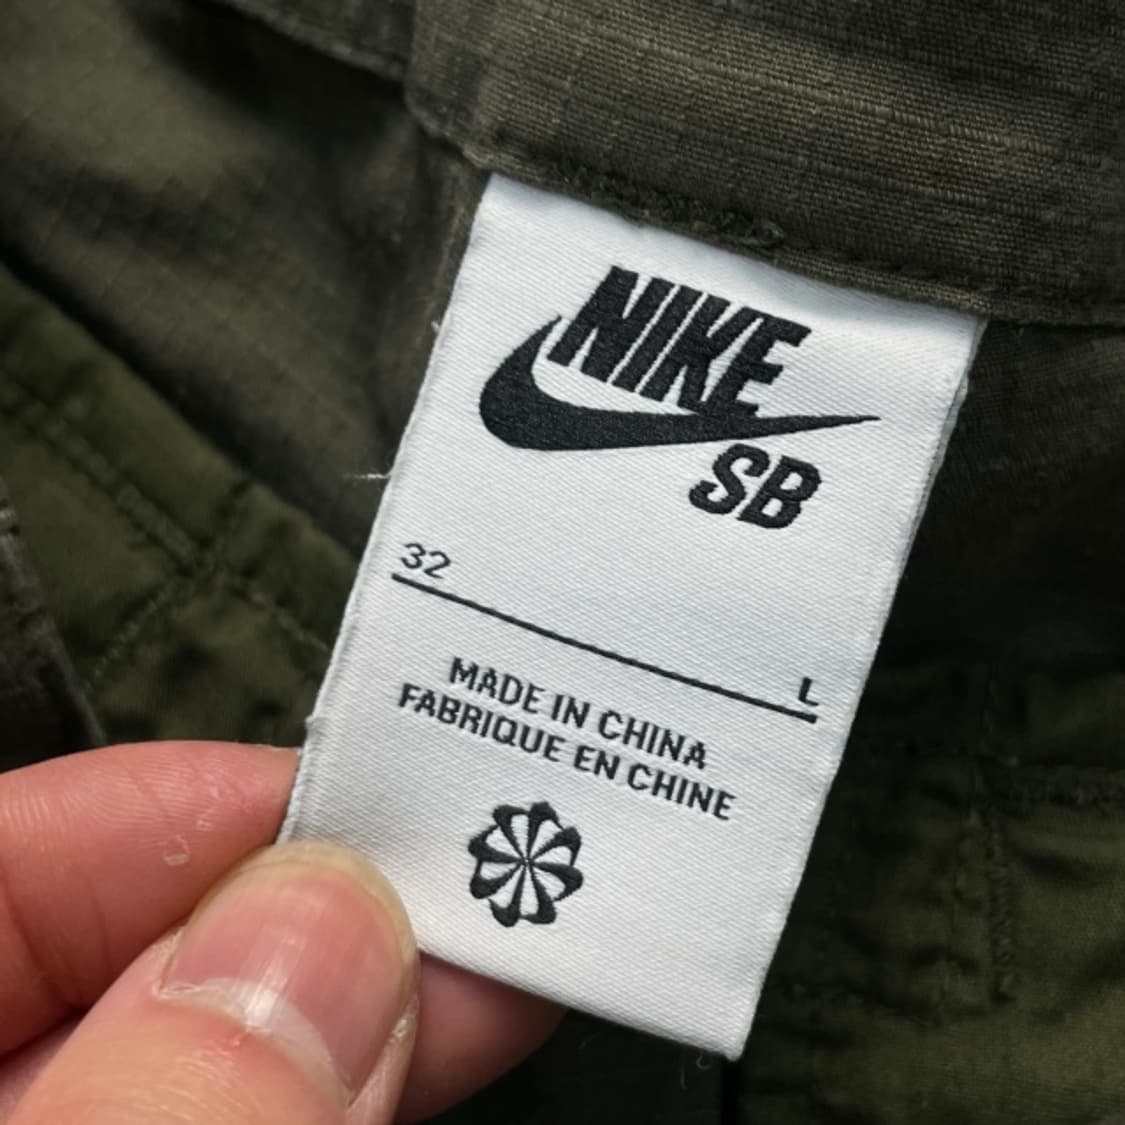 NIKE
SB
32
L
MADE IN CHINA
FABRIQUE EN CHINE